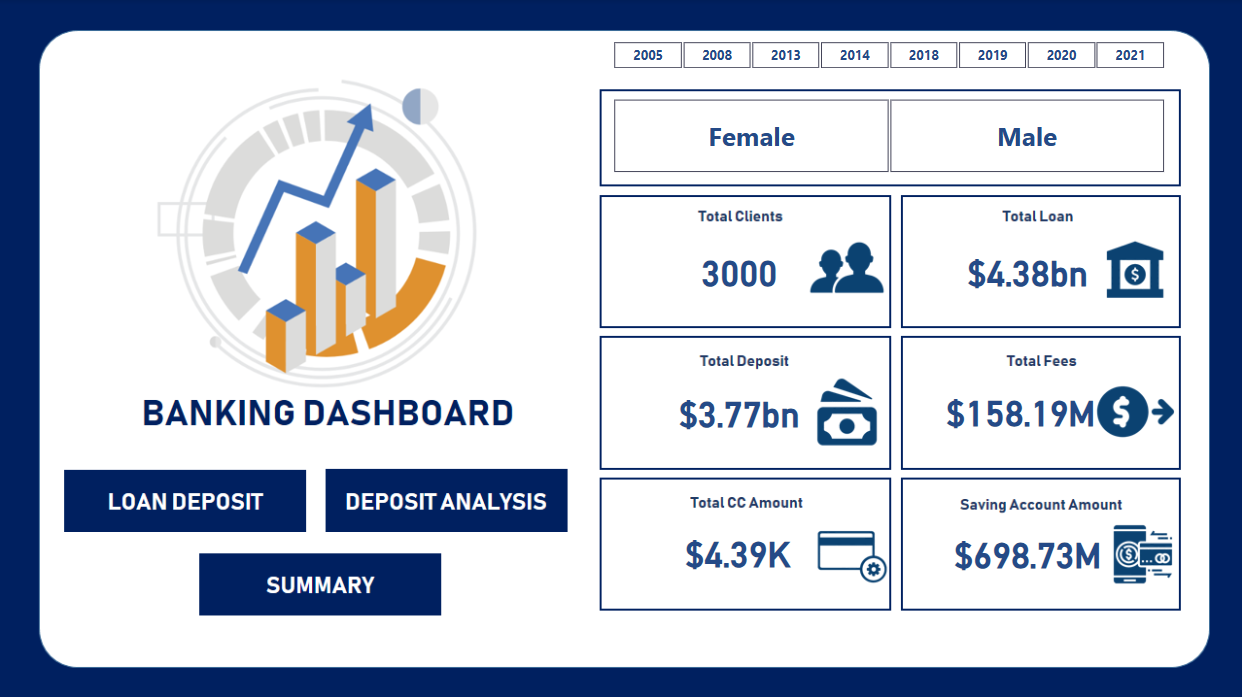 2005 2008 2013 2014 2018 2019 2020 2021
Female Male
Total Clients
3000
Total Loan
$4.38bn
Total Deposit
$3.77bn
Total Fees
$158.19M
Total CC Amount
$4.39K
Saving Account Amount
$698.73M
BANKING DASHBOARD
LOAN DEPOSIT
DEPOSIT ANALYSIS
SUMMARY